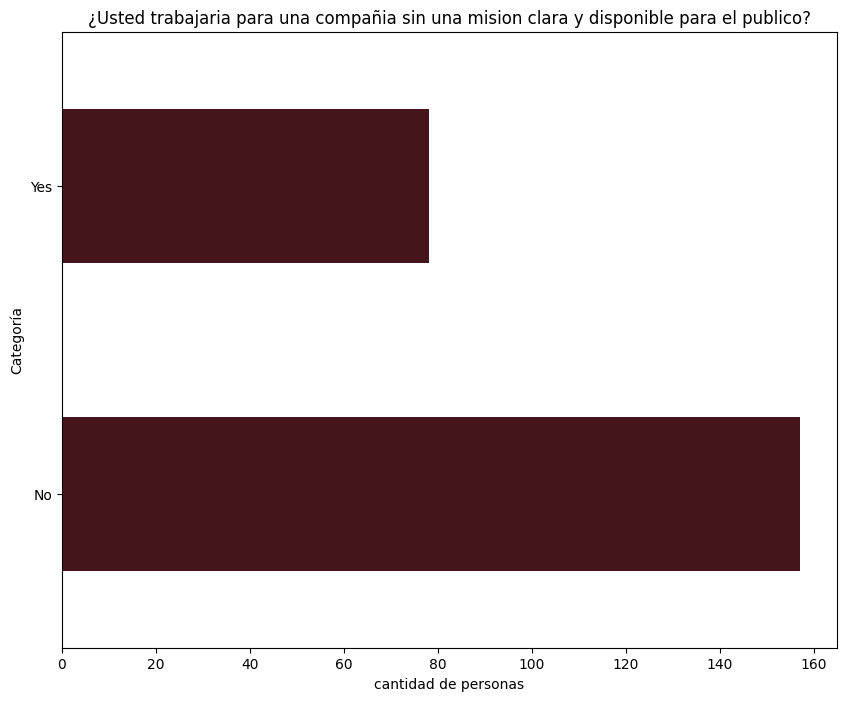 ¿Usted trabajaria para una compañia sin una mision clara y disponible para el publico?
Yes
Categoría
No
0 20 40 60 80 100 120 140 160
cantidad de personas